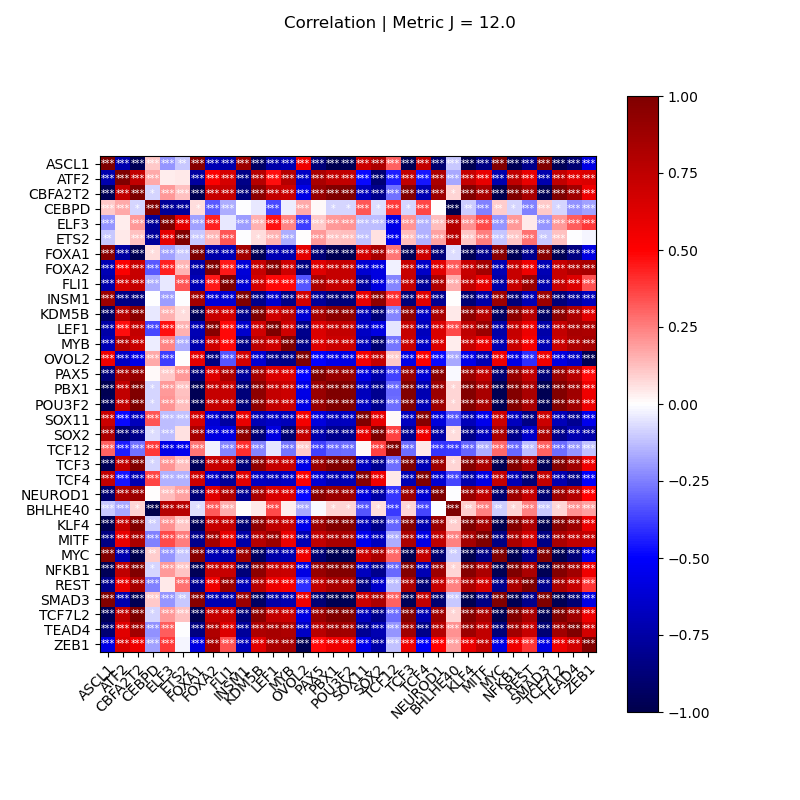 Correlation | Metric J = 12.0
ASCL1
ATF2
CBFA2T2
CEBPD
ELF3
ETS2
FOXA1
FOXA2
FLI1
INSM1
KDM5B
LEF1
MYB
OVOL2
PAX5
PBX1
POU3F2
SOX11
SOX2
TCF12
TCF3
TCF4
NEUROD1
BHLHE40
KLF4
MITF
MYC
NFKB1
REST
SMAD3
TCF7L2
TEAD4
ZEB1
ASCL1
ATF2
CBFA2T2
CEBPD
ELF3
ETS2
FOXA1
FOXA2
FLI1
INSM1
KDM5B
LEF1
MYB
OVOL2
PAX5
PBX1
POU3F2
SOX11
SOX2
TCF12
TCF3
TCF4
NEUROD1
BHLHE40
KLF4
MITF
MYC
NFKB1
REST
SMAD3
TCF7L2
TEAD4
ZEB1
1.00
0.75
0.50
0.25
0.00
−0.25
−0.50
−0.75
−1.00